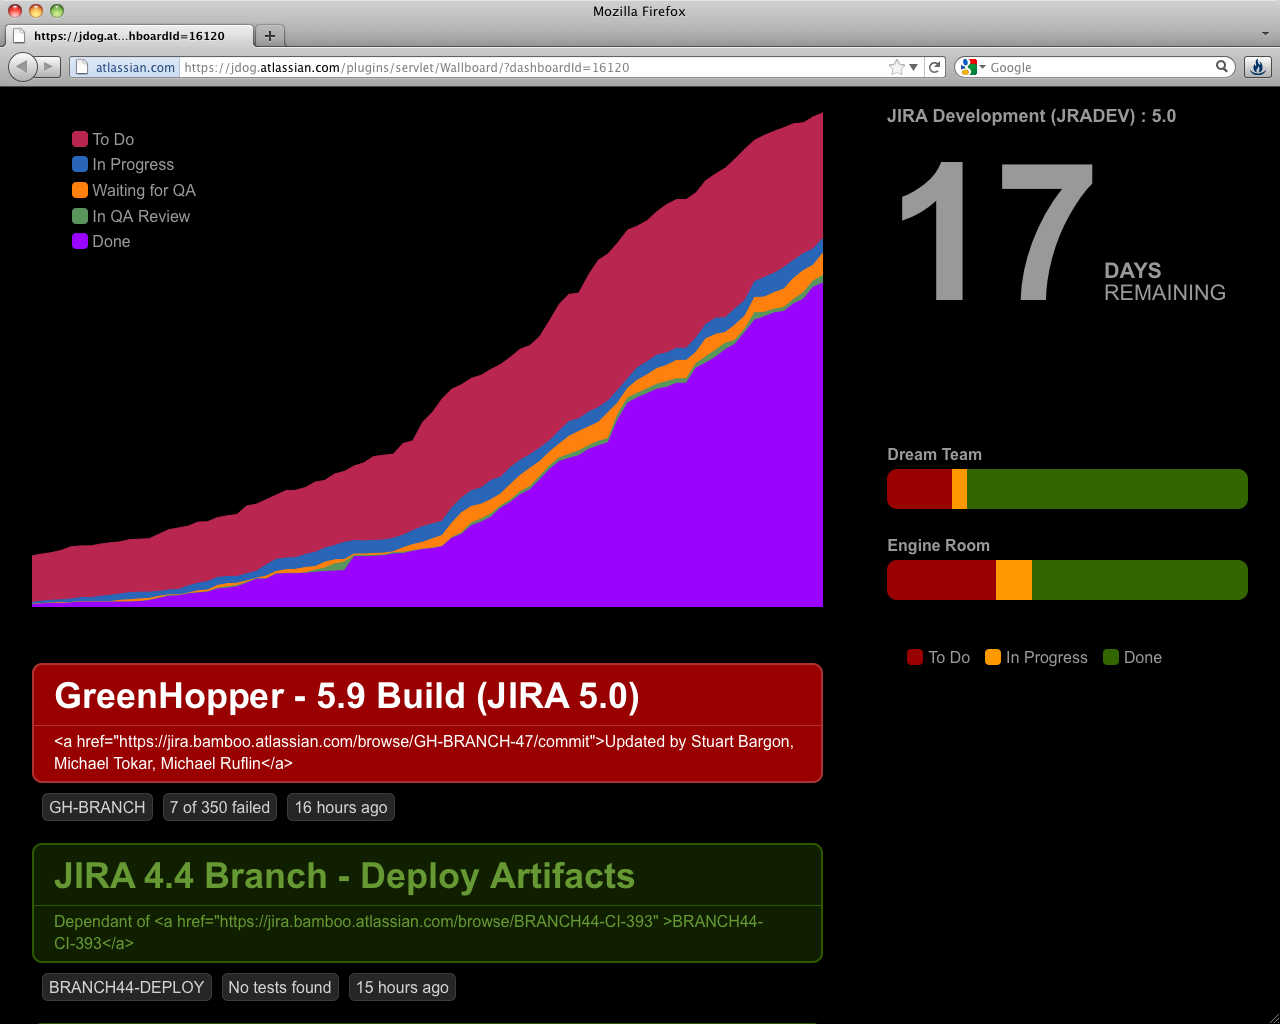 Mozilla Firefox
https://jdog.at...hboardId=16120
atlassian.com https://jdog.atlassian.com/plugins/servlet/Wallboard/?dashboardId=16120 Google
To Do
In Progress
Waiting for QA
In QA Review
Done
JIRA Development (JRADEV) : 5.0
17 DAYS
REMAINING
Dream Team
Engine Room
To Do In Progress Done
GreenHopper - 5.9 Build (JIRA 5.0)
<a href="https://jira.bamboo.atlassian.com/browse/GH-BRANCH-47/commit">Updated by Stuart Bargon,
Michael Tokar, Michael Ruflin</a>
GH-BRANCH 7 of 350 failed 16 hours ago
JIRA 4.4 Branch - Deploy Artifacts
Dependant of <a href="https://jira.bamboo.atlassian.com/browse/BRANCH44-CI-393" >BRANCH44-
CI-393</a>
BRANCH44-DEPLOY No tests found 15 hours ago